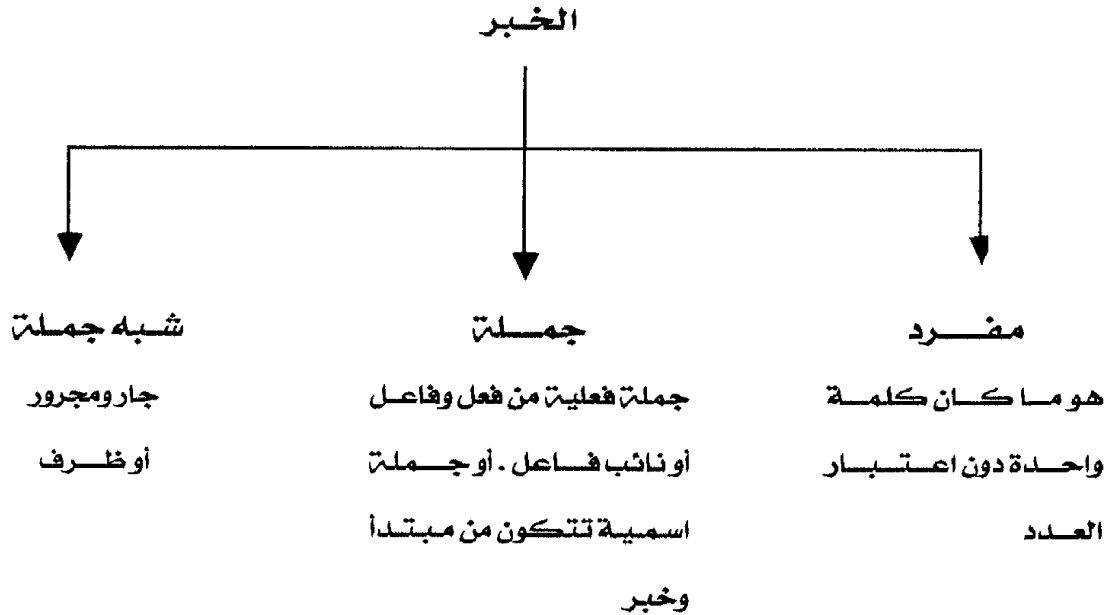 الخبر
مفرد
هو ما كان كلمة
واحدة دون اعتبار
العدد
جملة
جملة فعلية من فعل وفاعل
أو نائب فاعل . أو جملة
اسمية تتكون من مبتدأ
وخبر
شبه جملة
جار ومجرور
أو ظرف